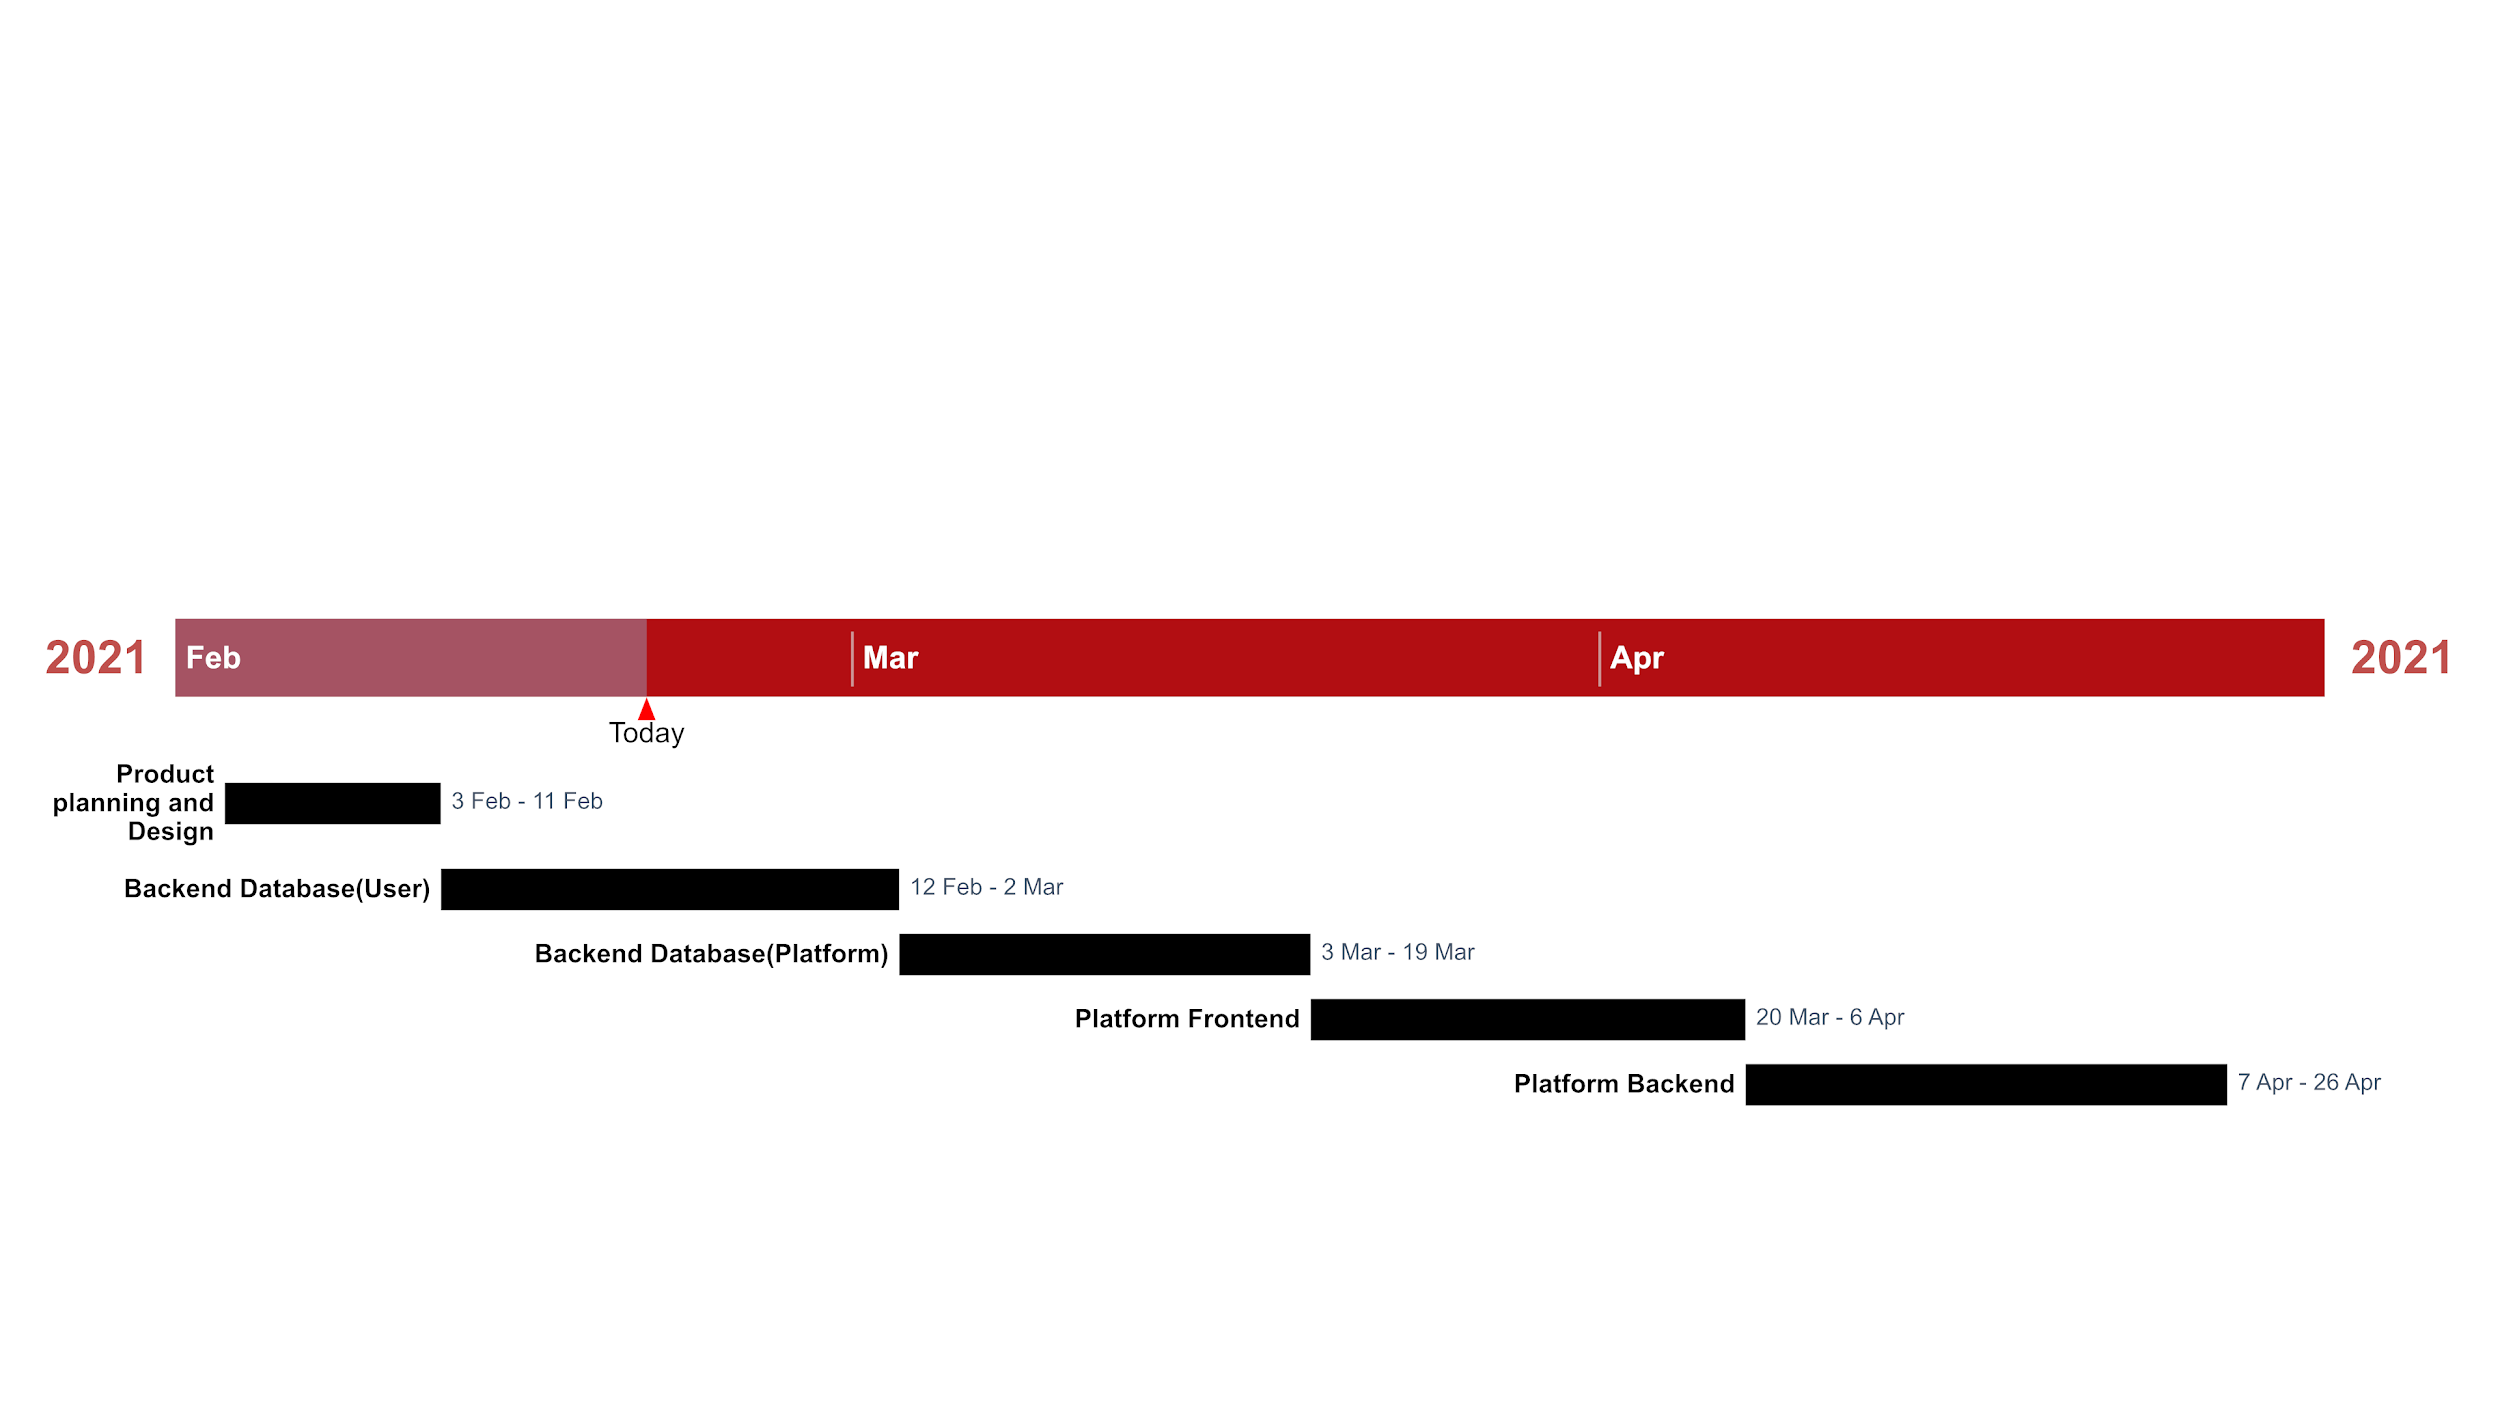 2021
Feb
Mar
Apr
2021
Today
Product
planning and
Design
3 Feb - 11 Feb
Backend Database(User)
12 Feb - 2 Mar
Backend Database(Platform)
3 Mar - 19 Mar
Platform Frontend
20 Mar - 6 Apr
Platform Backend
7 Apr - 26 Apr